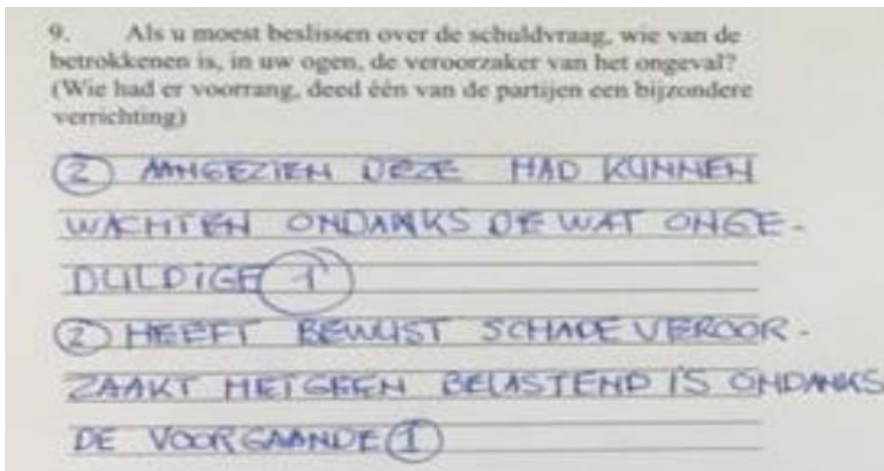 9. Als u moest beslissen over de schuldvraag, wie van de
betrokkenen is, in uw ogen, de veroorzaker van het ongeval?
(Wie had er voorrang, deed één van de partijen een bijzondere
verrichting)
② AANGEZIEN DEZE HAD KUNNEN
WACHTEN ONDANKS DE WAT ONGE-
DULDIGE ①
② HEEFT BEWUST SCHADE VEROOR-
ZAAKT HETGEEN BELASTEND IS ONDANKS
DE VOORGAANDE ①